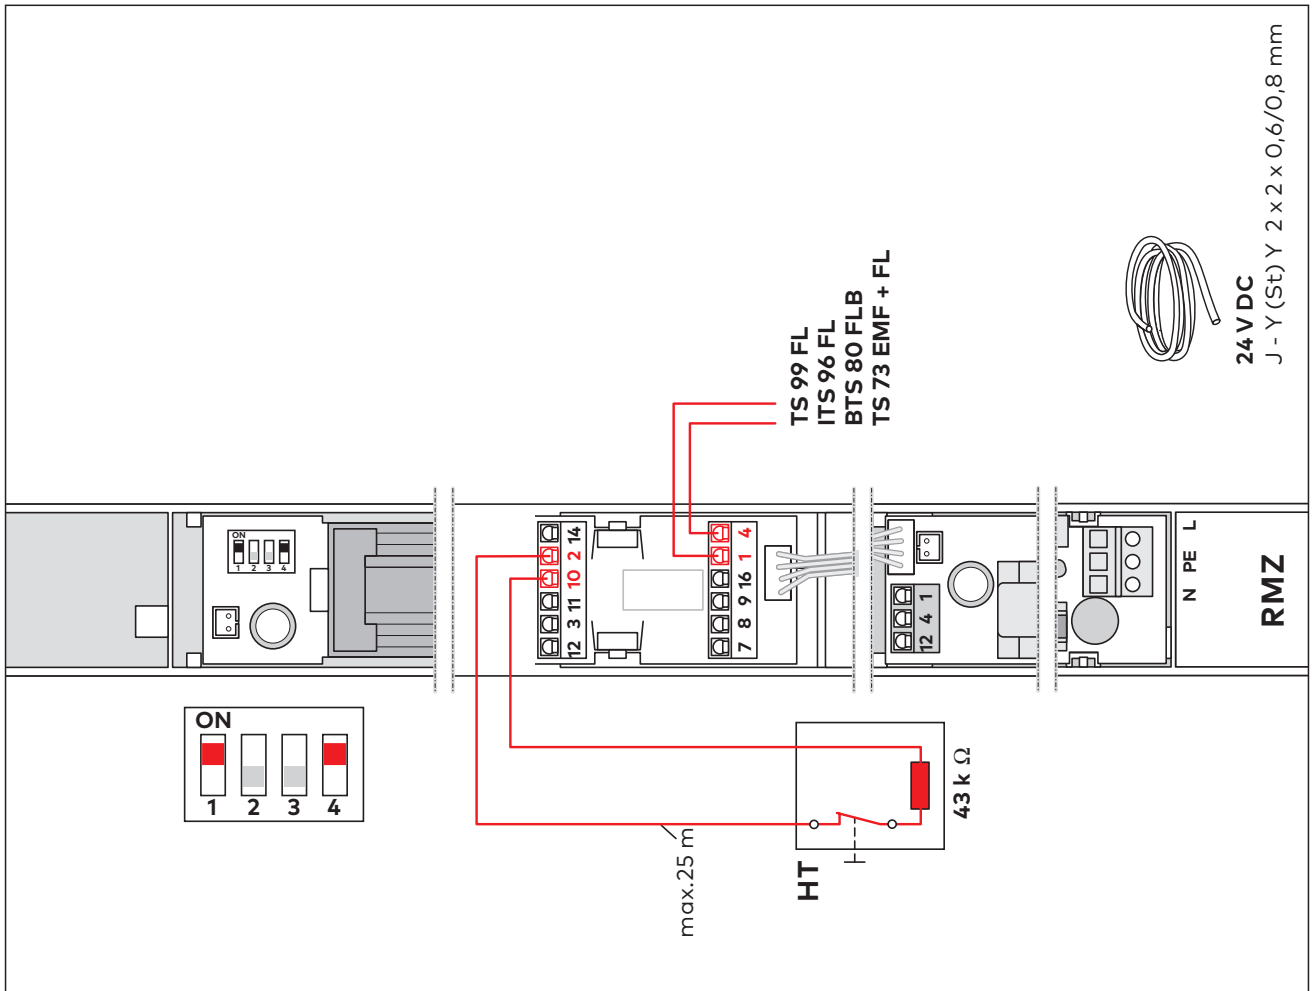 ON
1 2 3 4
ON
1 2 3 4
12 3 11 10 2 14
7 8 9 16 1 4
TS 99 FL
ITS 96 FL
BTS 80 FLB
TS 73 EMF + FL
12 4 1
N PE L
RMZ
24 V DC
J - Y (St) Y 2 x 2 x 0,6/0,8 mm
max.25 m
HT
43 k Ω